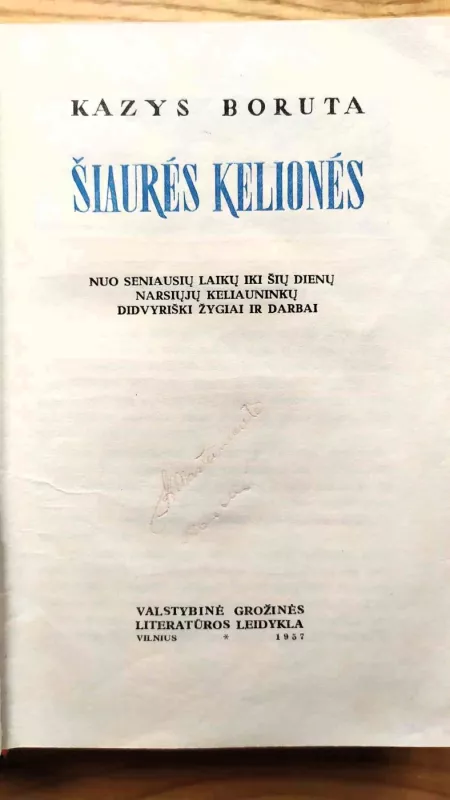 KAZYS BORUTA
ŠIAURĖS KELIONĖS
NUO SENIAUSIŲ LAIKŲ IKI ŠIŲ DIENŲ
NARSIŲJŲ KELIAUNINKŲ
DIDVYRIŠKI ŽYGIAI IR DARBAI
VALSTYBINĖ GROŽINĖS
LITERATŪROS LEIDYKLA
VILNIUS * 1957